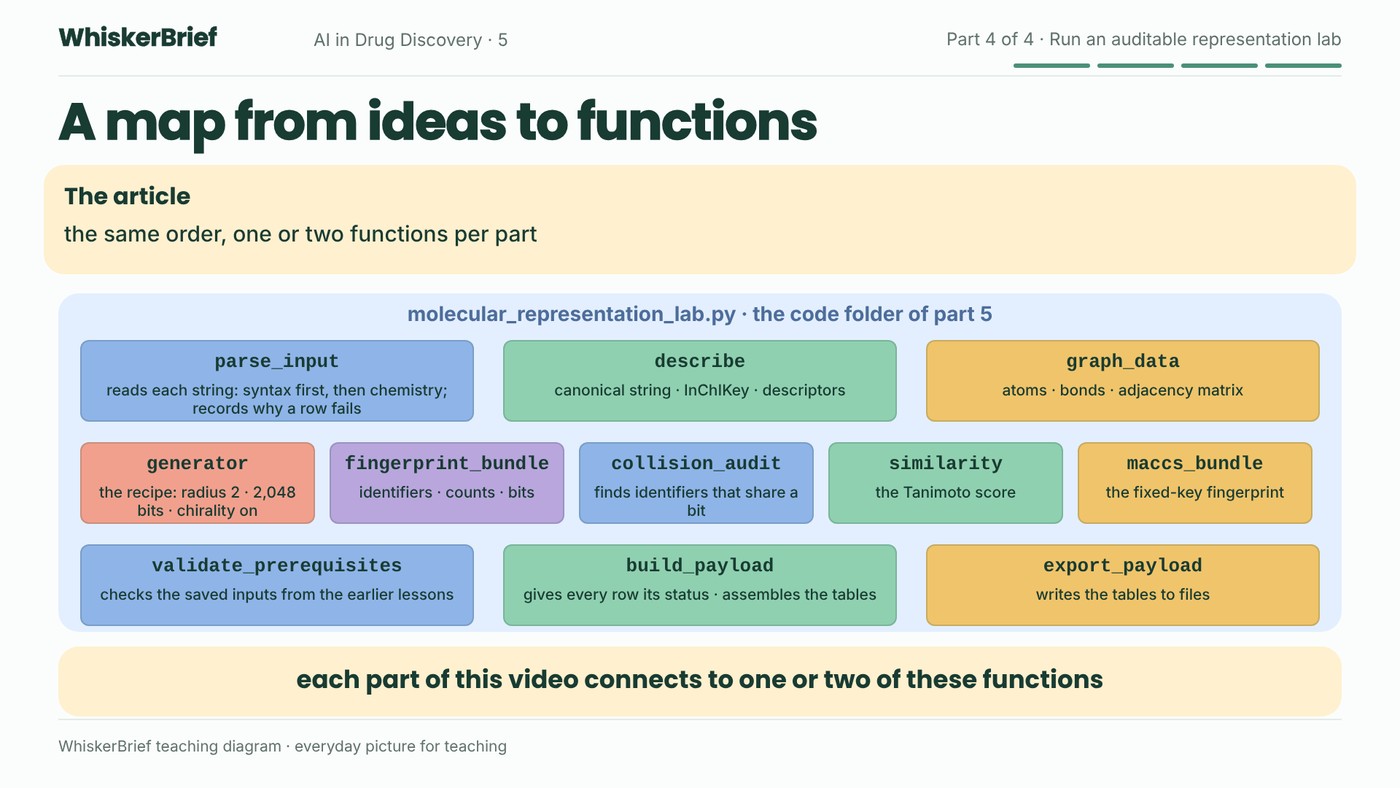 WhiskerBrief
AI in Drug Discovery · 5
Part 4 of 4 · Run an auditable representation lab
A map from ideas to functions
The article
the same order, one or two functions per part
molecular_representation_lab.py · the code folder of part 5
parse_input
reads each string: syntax first, then chemistry;
records why a row fails
describe
canonical string · InChIKey · descriptors
graph_data
atoms · bonds · adjacency matrix
generator
the recipe: radius 2 · 2,048
bits · chirality on
fingerprint_bundle
identifiers · counts · bits
collision_audit
finds identifiers that share a
bit
similarity
the Tanimoto score
maccs_bundle
the fixed-key fingerprint
validate_prerequisites
checks the saved inputs from the earlier lessons
build_payload
gives every row its status · assembles the tables
export_payload
writes the tables to files
each part of this video connects to one or two of these functions
WhiskerBrief teaching diagram · everyday picture for teaching